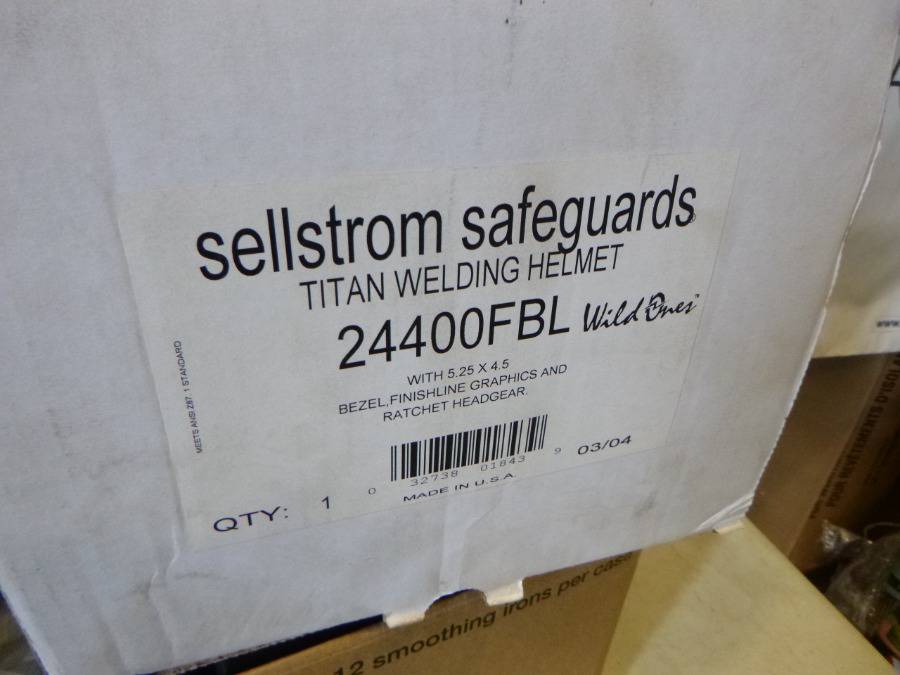 sellstrom safeguards
TITAN WELDING HELMET
24400FBL Wild Ones™
WITH 5.25 X 4.5
BEZEL,FINISHLINE GRAPHICS AND
RATCHET HEADGEAR.
MEETS ANSI Z87.1 STANDARD
0 32738 01843 9 03/04
MADE IN U.S.A.
QTY: 1
12 smoothing irons per case